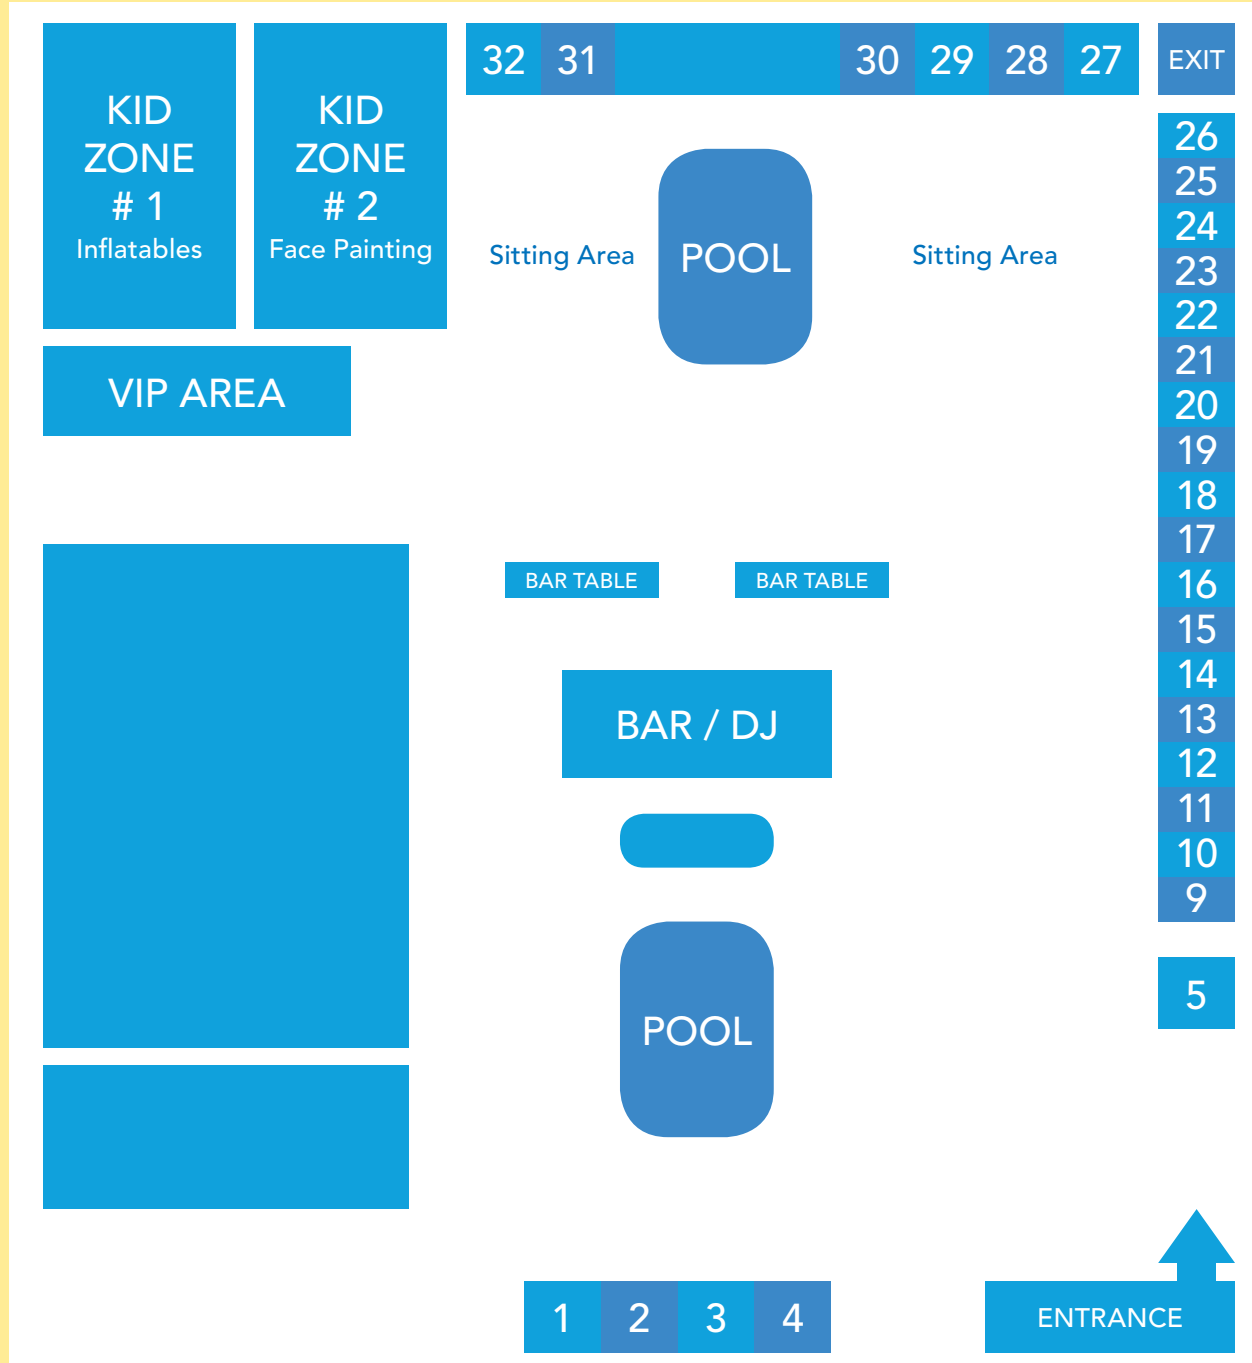 KID
ZONE
# 1
Inflatables
KID
ZONE
# 2
Face Painting
32 31 30 29 28 27
EXIT
26
25
24
23
22
21
20
19
18
17
16
15
14
13
12
11
10
9
5
Sitting Area
POOL
Sitting Area
VIP AREA
BAR TABLE
BAR TABLE
BAR / DJ
POOL
1 2 3 4
ENTRANCE